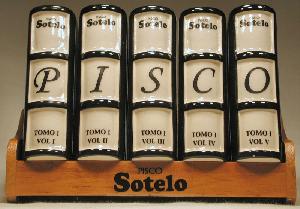 PISCO PISCO PISCO PISCO PISCO
Sotelo Sotelo Sotelo Sotelo Sotelo
P I S C O
TOMO I TOMO I TOMO I TOMO I TOMO I
VOL I VOL II VOL III VOL IV VOL V
PISCO
Sotelo